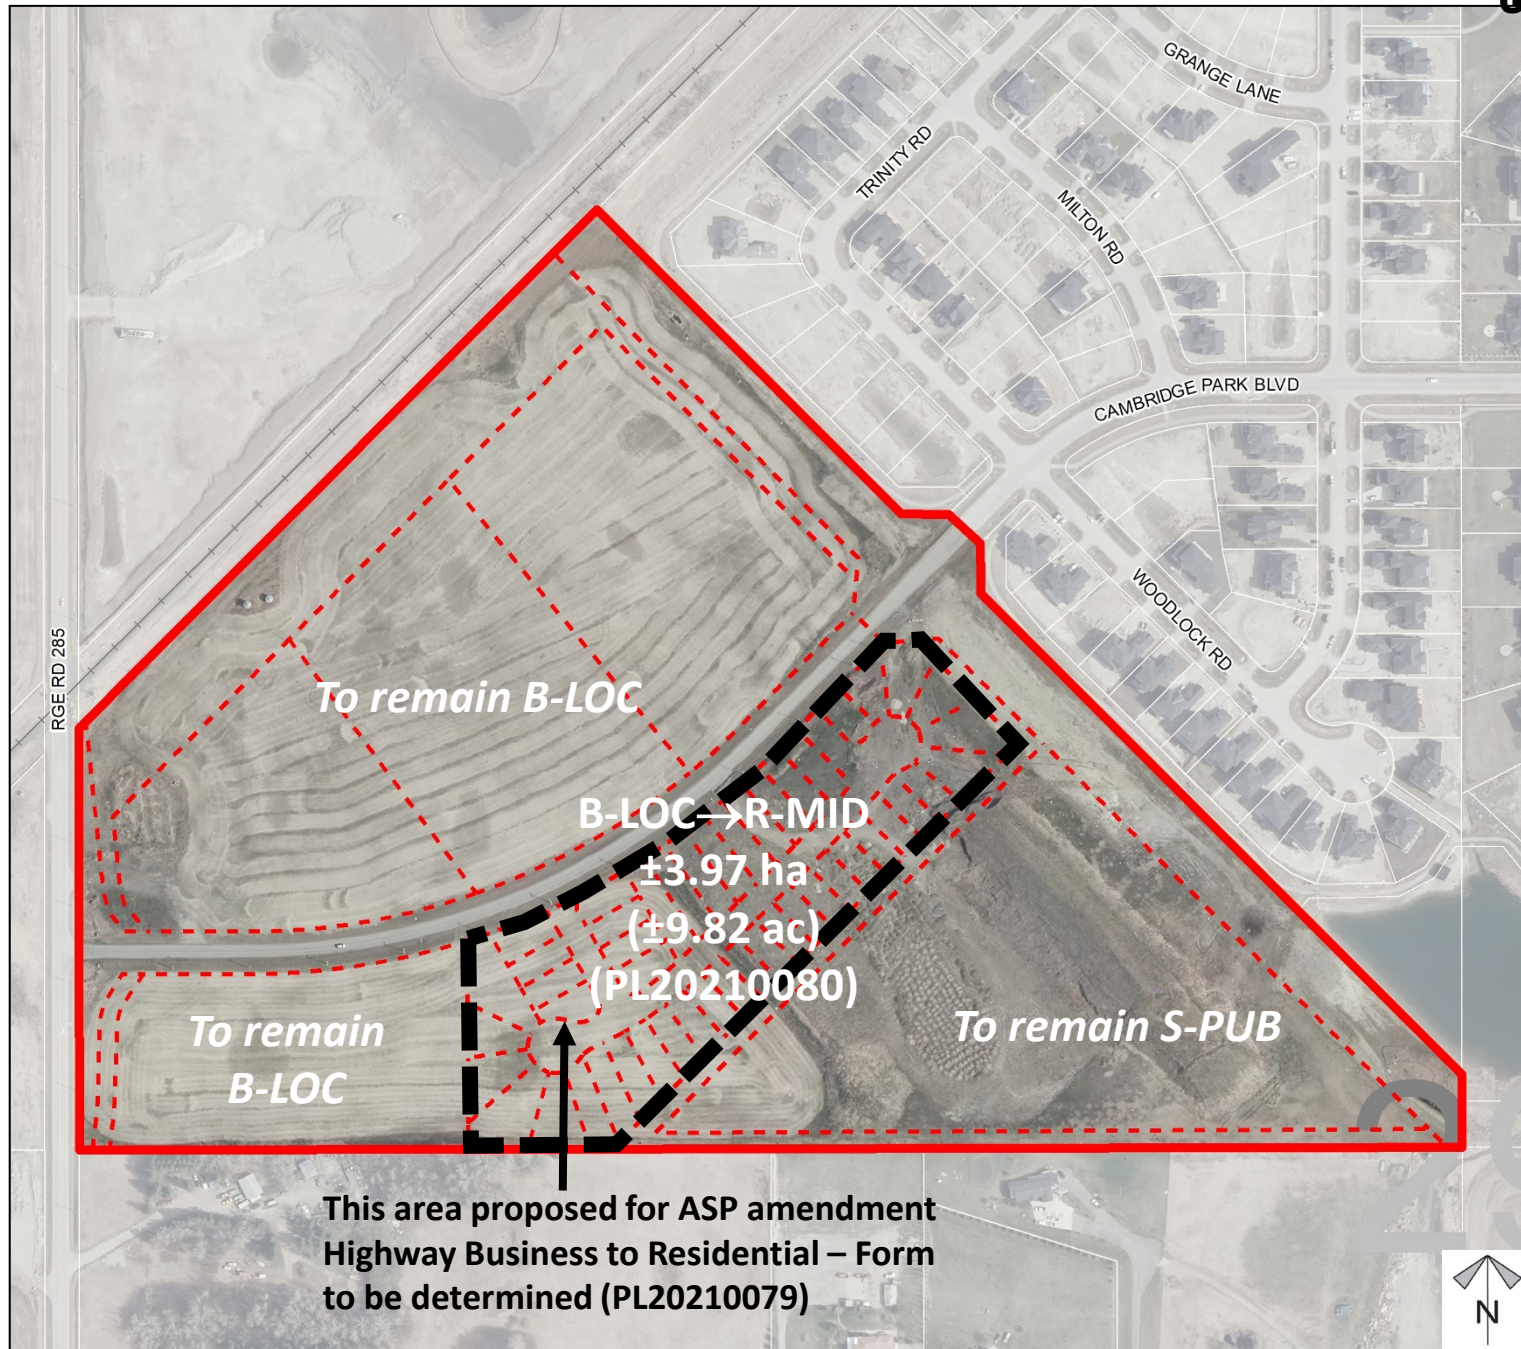 GRANGE LANE
TRINITY RD
MILTON RD
CAMBRIDGE PARK BLVD
WOODLOCK RD
RGE RD 285
To remain B-LOC
B-LOC→R-MID
±3.97 ha
(±9.82 ac)
(PL20210080)
To remain
B-LOC
To remain S-PUB
This area proposed for ASP amendment
Highway Business to Residential – Form
to be determined (PL20210079)
N